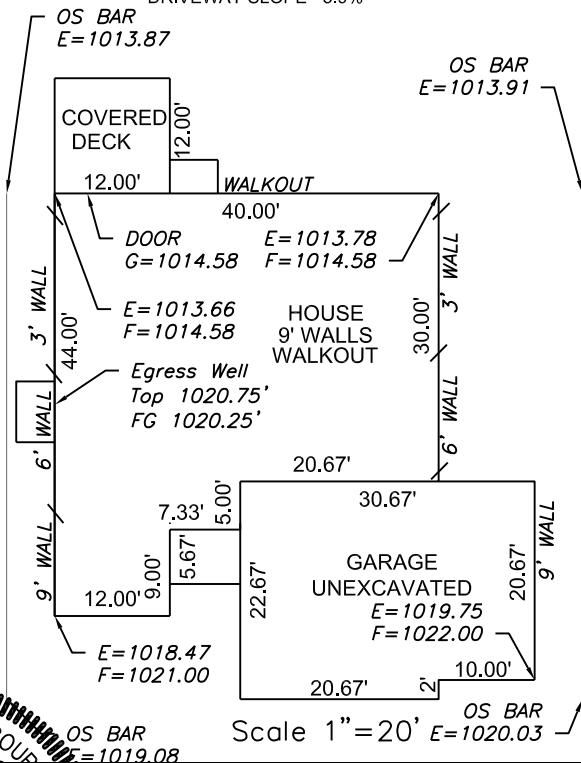 OS BAR
E=1013.87
OS BAR
E=1013.91
COVERED
DECK
12.00'
12.00'
WALKOUT
40.00'
DOOR
G=1014.58
E=1013.78
F=1014.58
E=1013.66
F=1014.58
HOUSE
9' WALLS
WALKOUT
3' WALL
44.00'
30.00'
3' WALL
Egress Well
Top 1020.75'
FG 1020.25'
6' WALL
6' WALL
20.67'
30.67'
7.33'
5.00'
9' WALL
9.00'
5.67'
22.67'
GARAGE
UNEXCAVATED
20.67'
9' WALL
E=1019.75
F=1022.00
12.00'
E=1018.47
F=1021.00
10.00'
2'
20.67'
OS BAR
E=1019.08
Scale 1"=20'
OS BAR
E=1020.03